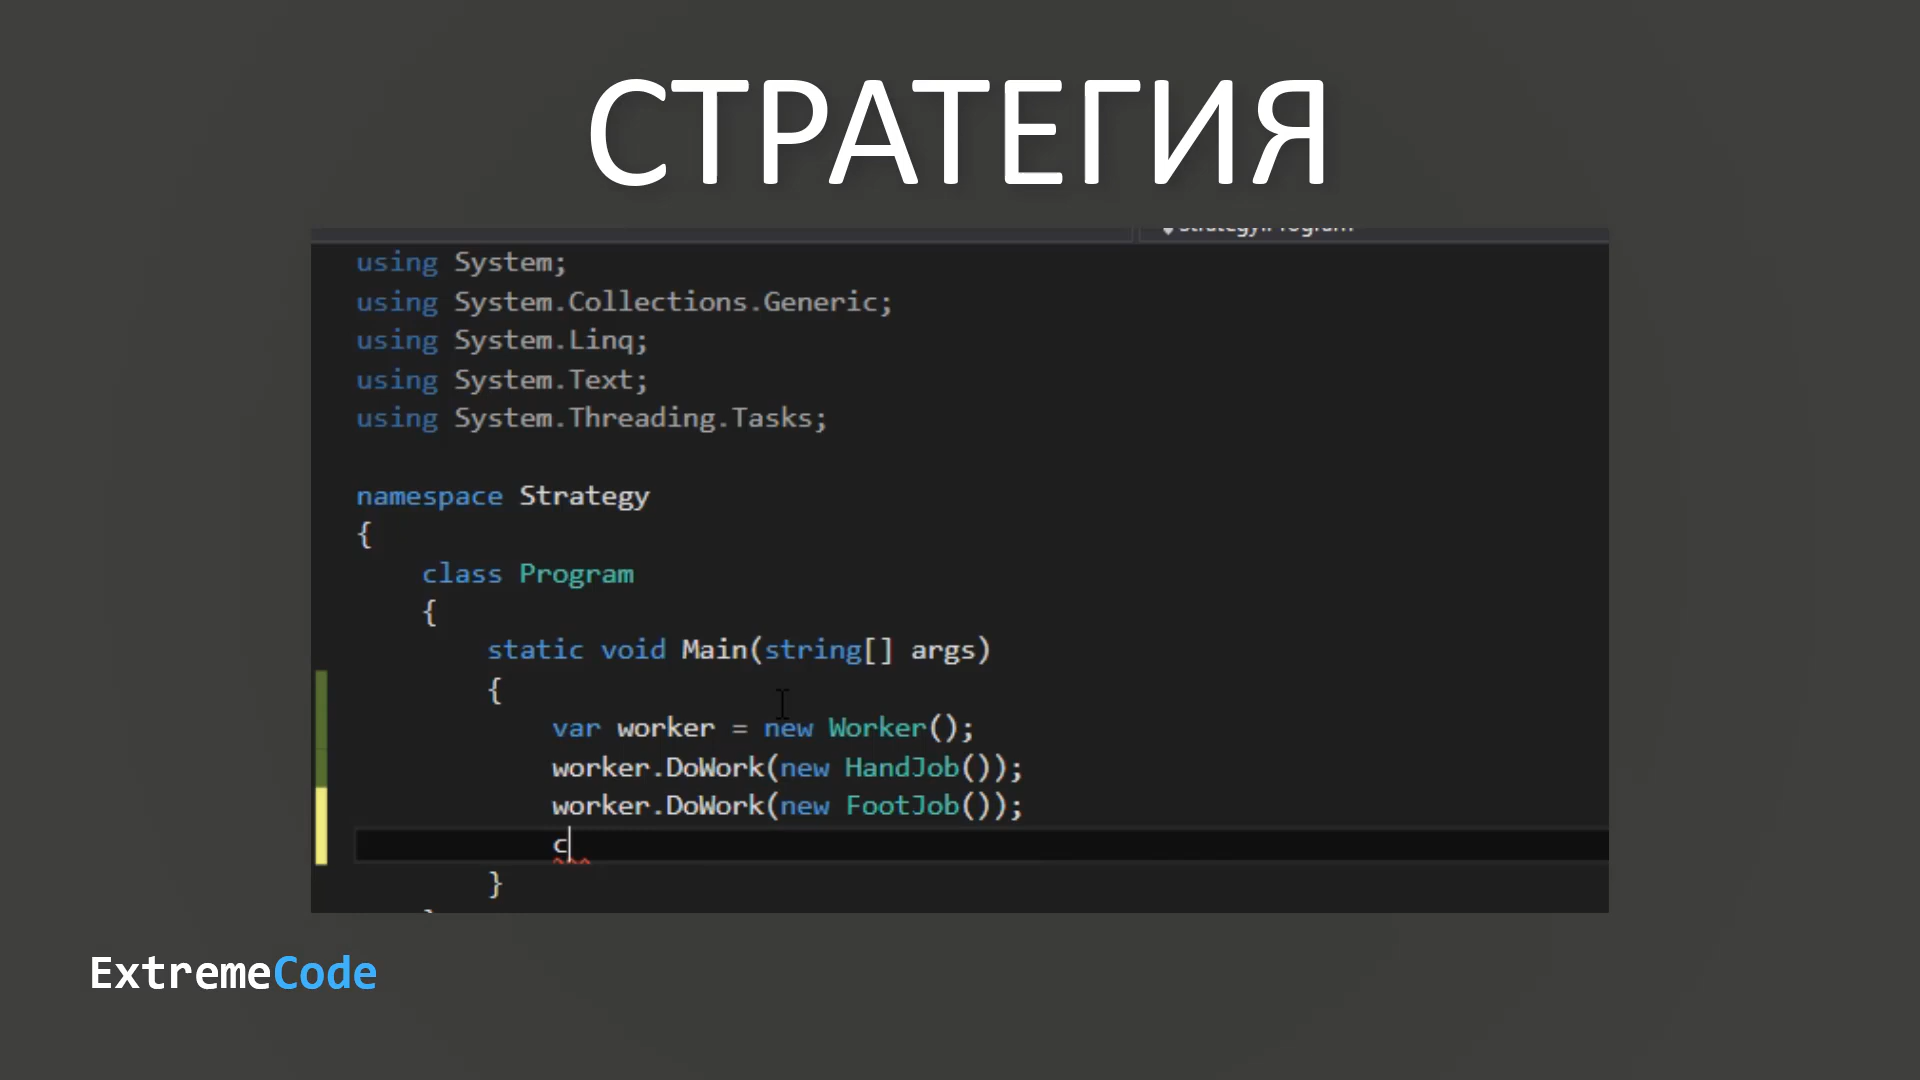 СТРАТЕГИЯ
Strategy.Program
using System;
using System.Collections.Generic;
using System.Linq;
using System.Text;
using System.Threading.Tasks;
namespace Strategy
{
class Program
{
static void Main(string[] args)
{
var worker = new Worker();
worker.DoWork(new HandJob());
worker.DoWork(new FootJob());
c
}
ExtremeCode